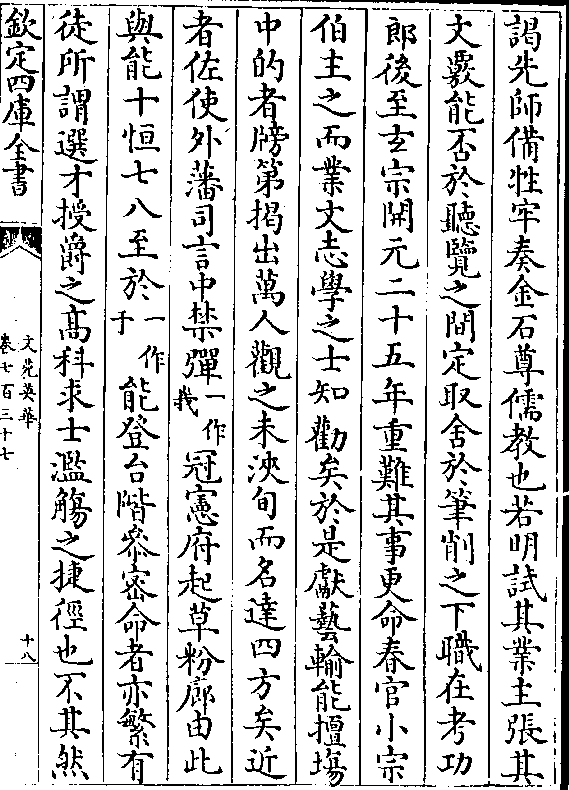 謁先師備牲牢奏金石尊儒教也若明試其業主張其
文覈能否於聽覽之間定取舍於筆削之下職在考功
郎後至玄宗開元二十五年重難其事更命春官小宗
伯主之而業文志學之士知勸矣於是獻藝輸能擅塲
中的者牓第揭出萬人觀之未浹旬而名達四方矣近
者佐使外藩司言中禁彈一作峩冠憲府起草粉廊由此
與能十恒七八至於一作于能登台階叅宻命者亦繁有
徒所謂選才授爵之髙科求士濫觴之捷徑也不其然
欽定四庫全書
文苑英華
卷七百三十七
十八